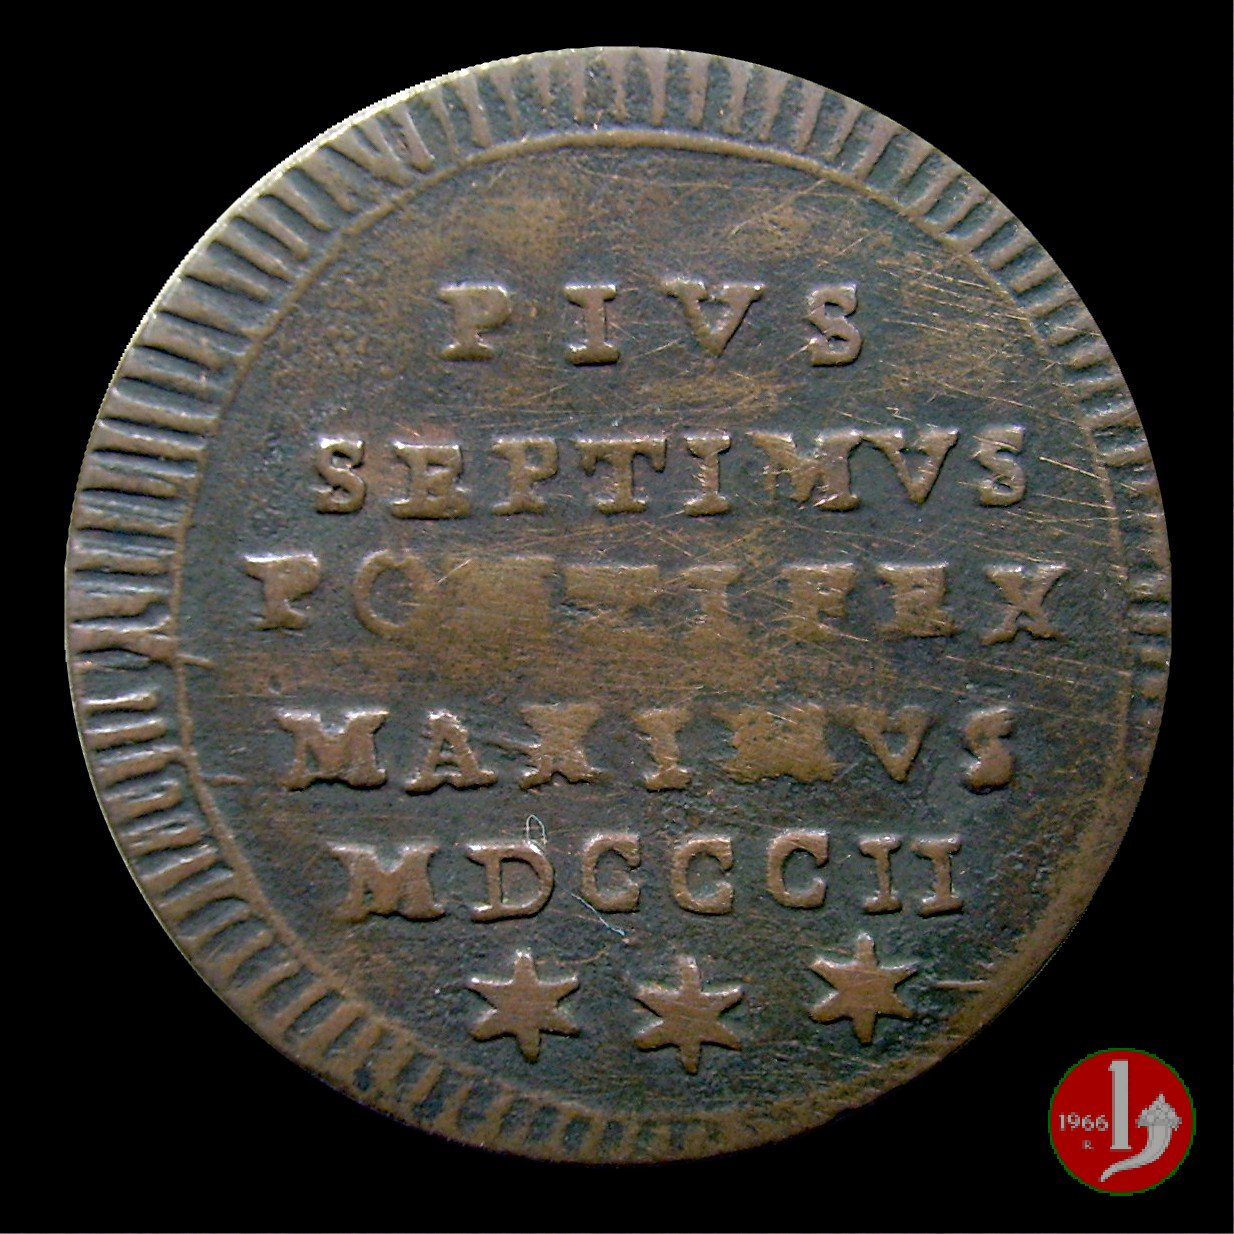 PIVS
SEPTIMVS
PONTIFEX
MAXIMVS
MDCCCII
1966
R.